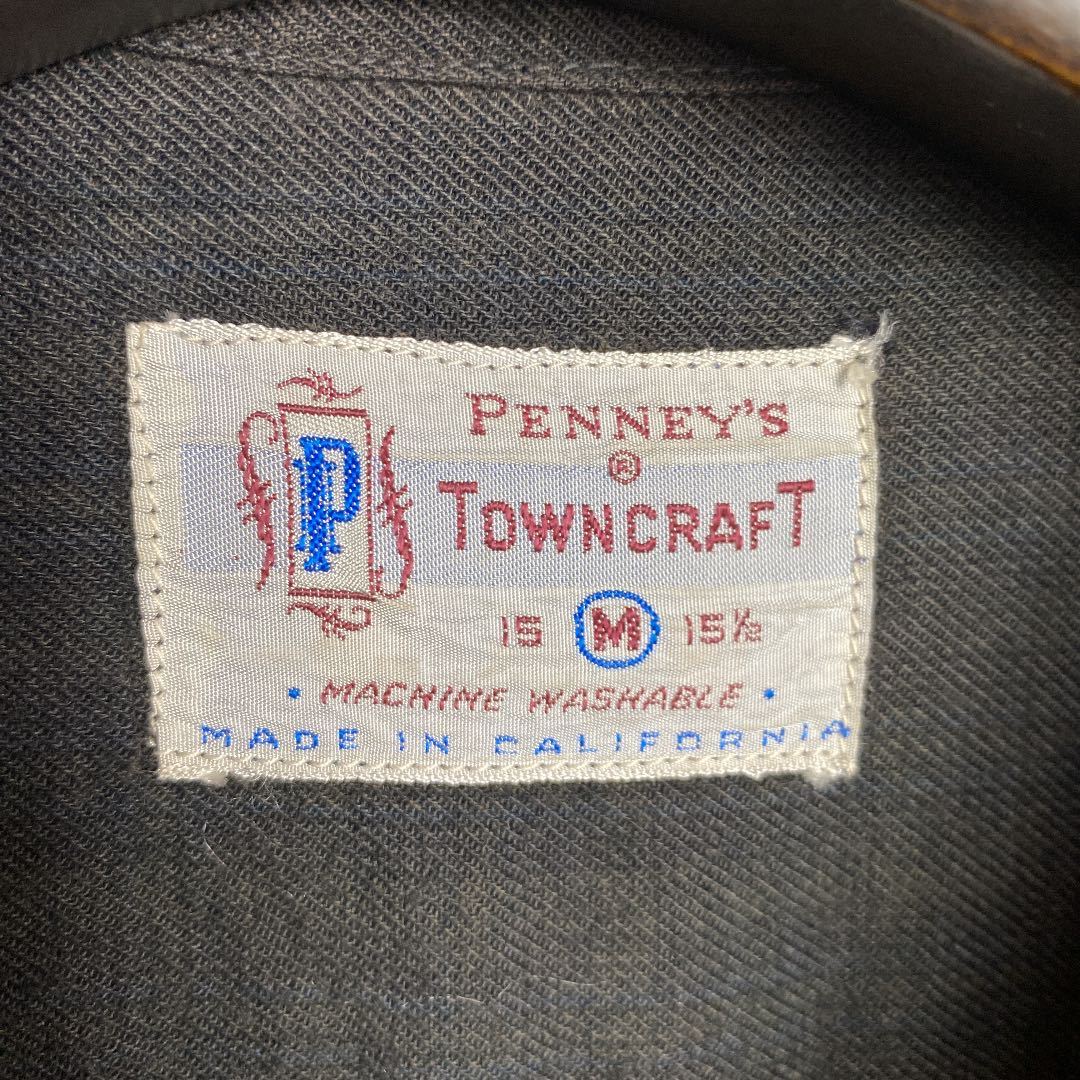 P
PENNEY'S
®
TOWNCRAFT
15 M 15½
• MACHINE WASHABLE •
MADE IN CALIFORNIA